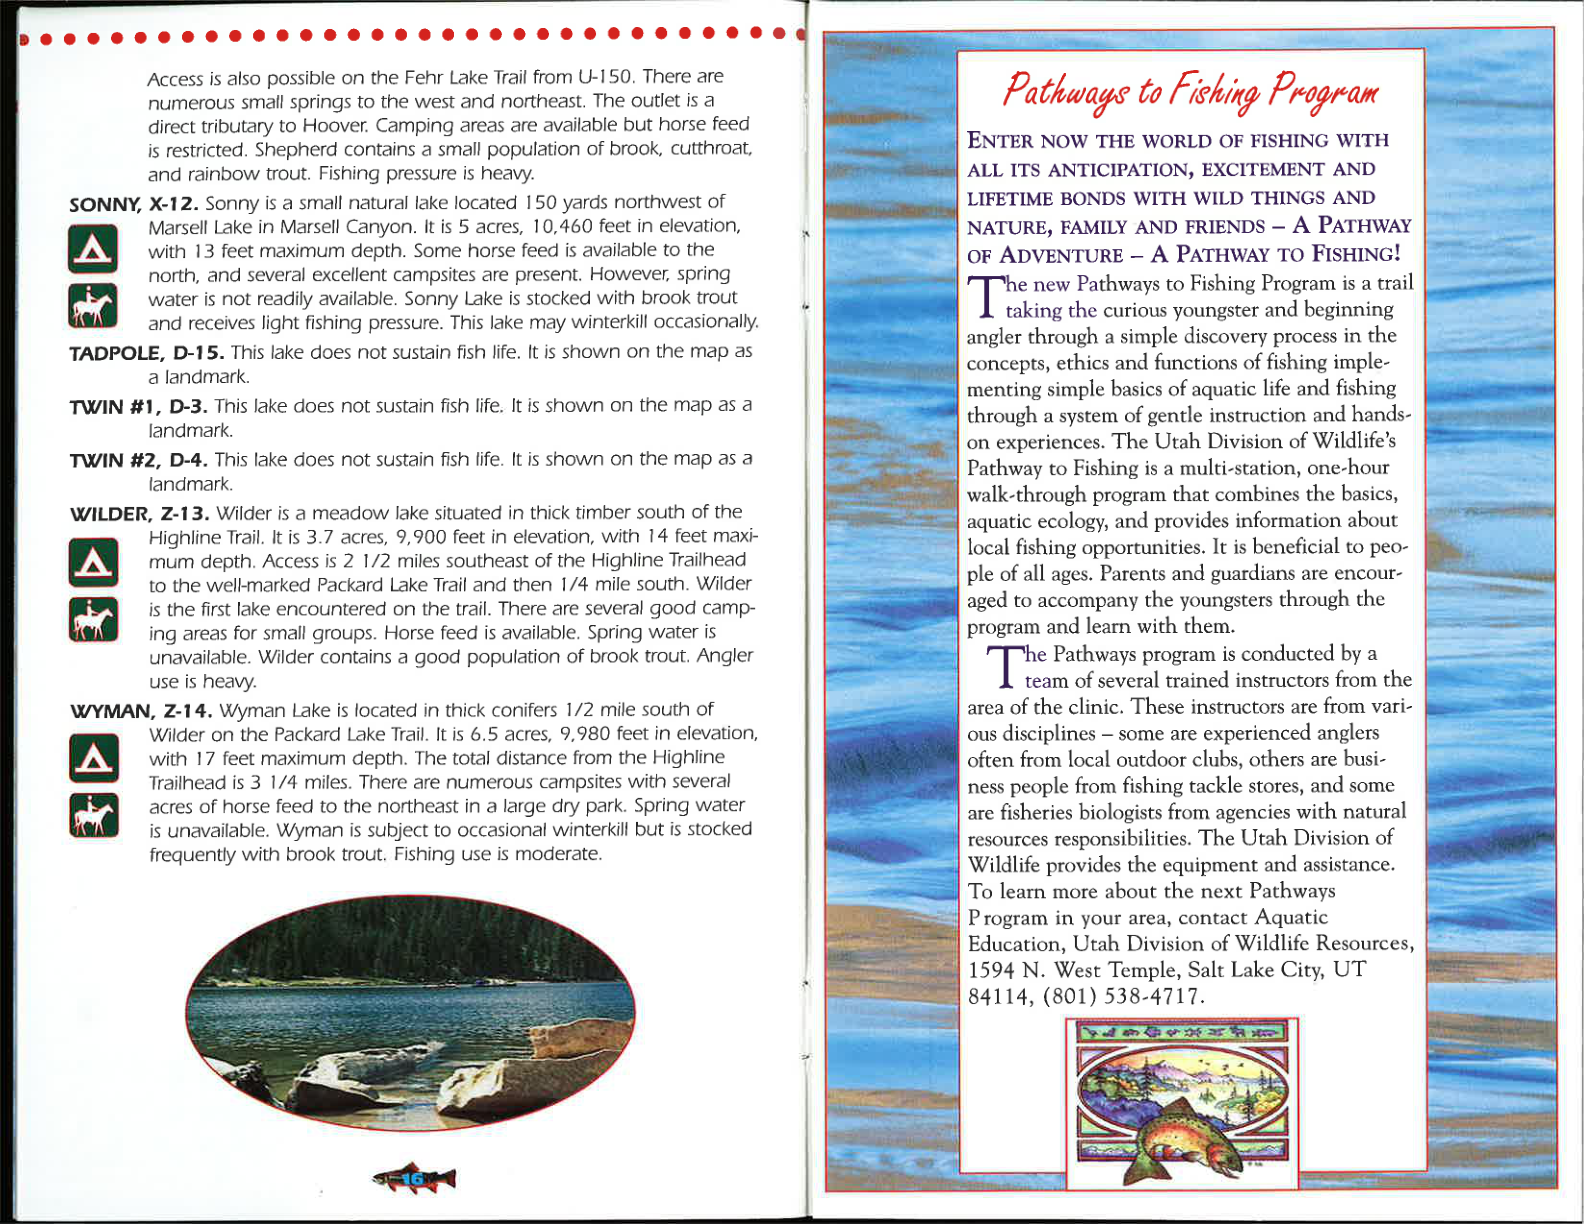 Access is also possible on the Fehr Lake Trail from U-150. There are
numerous small springs to the west and northeast. The outlet is a
direct tributary to Hoover. Camping areas are available but horse feed
is restricted. Shepherd contains a small population of brook, cutthroat,
and rainbow trout. Fishing pressure is heavy.
SONNY, X-12. Sonny is a small natural lake located 150 yards northwest of
Marsell Lake in Marsell Canyon. It is 5 acres, 10,460 feet in elevation,
with 13 feet maximum depth. Some horse feed is available to the
north, and several excellent campsites are present. However, spring
water is not readily available. Sonny Lake is stocked with brook trout
and receives light fishing pressure. This lake may winterkill occasionally.
TADPOLE, D-15. This lake does not sustain fish life. It is shown on the map as
a landmark.
TWIN #1, D-3. This lake does not sustain fish life. It is shown on the map as a
landmark.
TWIN #2, D-4. This lake does not sustain fish life. It is shown on the map as a
landmark.
WILDER, Z-13. Wilder is a meadow lake situated in thick timber south of the
Highline Trail. It is 3.7 acres, 9,900 feet in elevation, with 14 feet maxi-
mum depth. Access is 2 1/2 miles southeast of the Highline Trailhead
to the well-marked Packard Lake Trail and then 1/4 mile south. Wilder
is the first lake encountered on the trail. There are several good camp-
ing areas for small groups. Horse feed is available. Spring water is
unavailable. Wilder contains a good population of brook trout. Angler
use is heavy.
WYMAN, Z-14. Wyman Lake is located in thick conifers 1/2 mile south of
Wilder on the Packard Lake Trail. It is 6.5 acres, 9,980 feet in elevation,
with 17 feet maximum depth. The total distance from the Highline
Trailhead is 3 1/4 miles. There are numerous campsites with several
acres of horse feed to the northeast in a large dry park. Spring water
is unavailable. Wyman is subject to occasional winterkill but is stocked
frequently with brook trout. Fishing use is moderate.
16
Pathways to Fishing Program
ENTER NOW THE WORLD OF FISHING WITH
ALL ITS ANTICIPATION, EXCITEMENT AND
LIFETIME BONDS WITH WILD THINGS AND
NATURE, FAMILY AND FRIENDS – A PATHWAY
OF ADVENTURE – A PATHWAY TO FISHING!
The new Pathways to Fishing Program is a trail
taking the curious youngster and beginning
angler through a simple discovery process in the
concepts, ethics and functions of fishing imple-
menting simple basics of aquatic life and fishing
through a system of gentle instruction and hands-
on experiences. The Utah Division of Wildlife's
Pathway to Fishing is a multi-station, one-hour
walk-through program that combines the basics,
aquatic ecology, and provides information about
local fishing opportunities. It is beneficial to peo-
ple of all ages. Parents and guardians are encour-
aged to accompany the youngsters through the
program and learn with them.
The Pathways program is conducted by a
team of several trained instructors from the
area of the clinic. These instructors are from vari-
ous disciplines – some are experienced anglers
often from local outdoor clubs, others are busi-
ness people from fishing tackle stores, and some
are fisheries biologists from agencies with natural
resources responsibilities. The Utah Division of
Wildlife provides the equipment and assistance.
To learn more about the next Pathways
Program in your area, contact Aquatic
Education, Utah Division of Wildlife Resources,
1594 N. West Temple, Salt Lake City, UT
84114, (801) 538-4717.